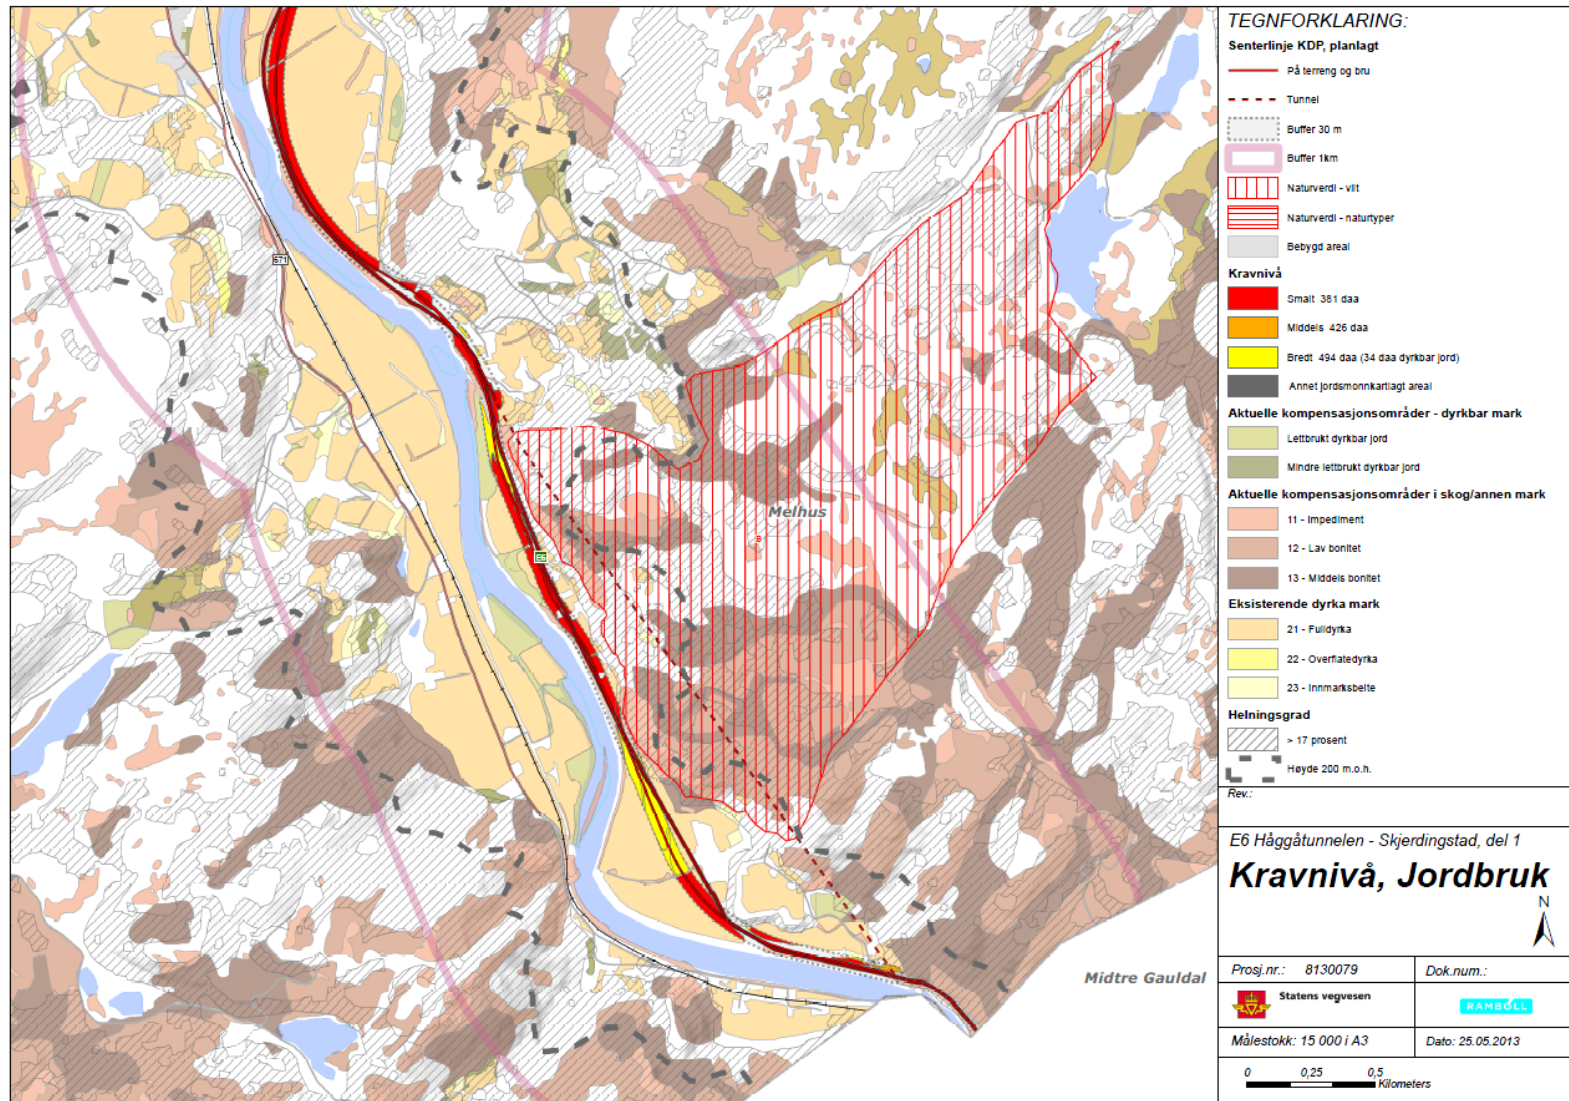 671
E6
Melhus
B
Midtre Gauldal
TEGNFORKLARING:
Senterlinje KDP, planlagt
På terreng og bru
Tunnel
Buffer 30 m
Buffer 1km
Naturverdi - vilt
Naturverdi - naturtyper
Bebygd areal
Kravnivå
Smalt 381 daa
Middels 426 daa
Bredt 494 daa (34 daa dyrkbar jord)
Annet jordsmonnkartlagt areal
Aktuelle kompensasjonsområder - dyrkbar mark
Lettbrukt dyrkbar jord
Mindre lettbrukt dyrkbar jord
Aktuelle kompensasjonsområder i skog/annen mark
11 - Impediment
12 - Lav bonitet
13 - Middels bonitet
Eksisterende dyrka mark
21 - Fulldyrka
22 - Overflatedyrka
23 - Innmarksbeite
Helningsgrad
> 17 prosent
Høyde 200 m.o.h.
Rev.:
E6 Håggåtunnelen - Skjerdingstad, del 1
Kravnivå, Jordbruk
N
Prosj.nr.: 8130079
Dok.num.:
Statens vegvesen
RAMBOLL
Målestokk: 15 000 i A3
Dato: 25.05.2013
0 0,25 0,5
Kilometers